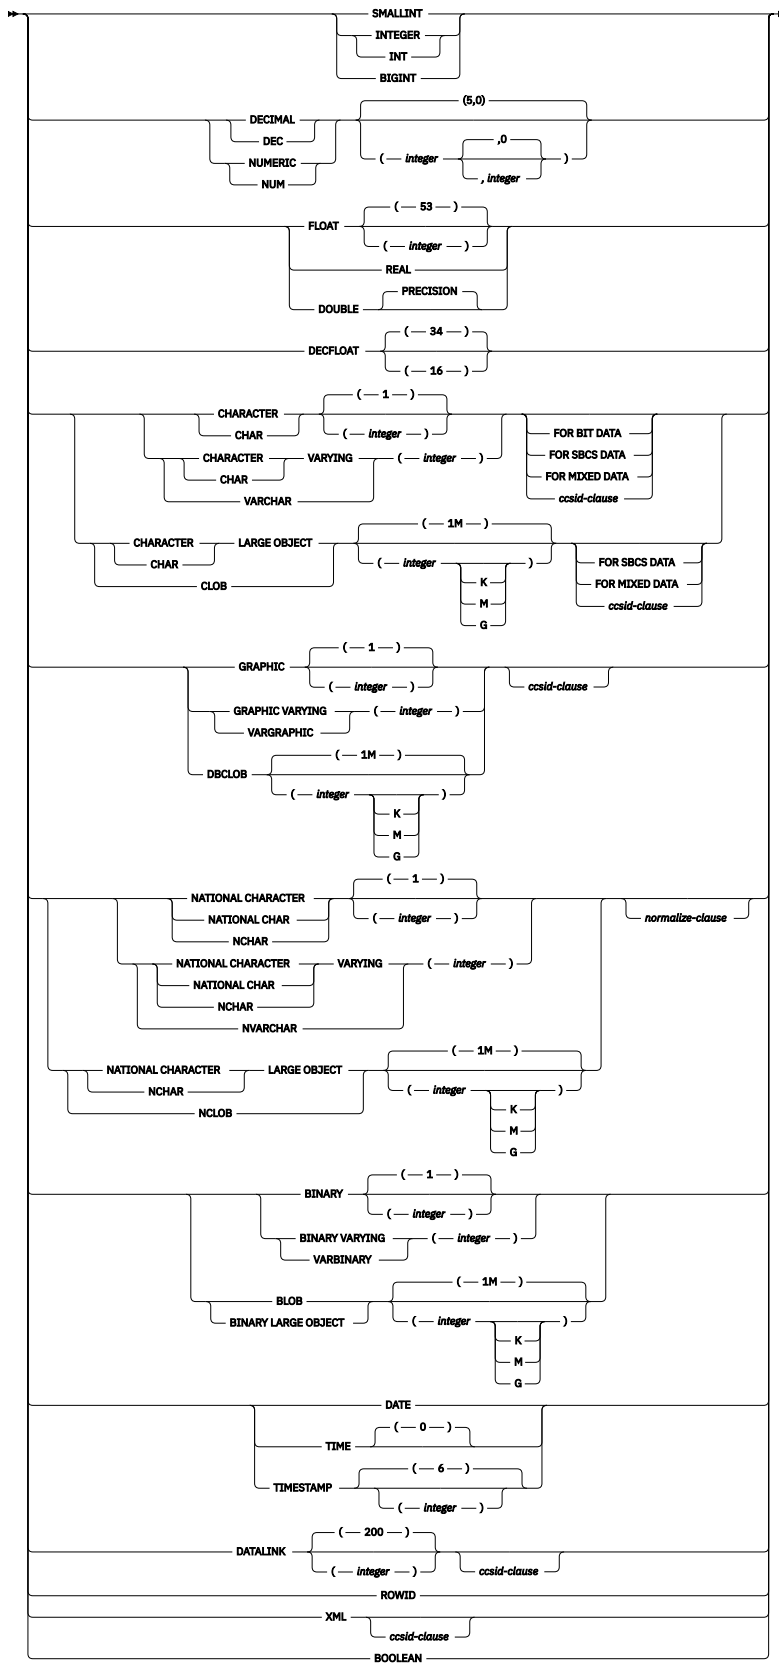 SMALLINT
INTEGER
INT
BIGINT
(5,0)
DECIMAL
DEC
,0
( integer )
NUMERIC
, integer
NUM
( 53 )
FLOAT
( integer )
REAL
PRECISION
DOUBLE
( 34 )
DECFLOAT
( 16 )
( 1 )
CHARACTER
CHAR ( integer ) FOR BIT DATA
CHARACTER VARYING ( integer ) FOR SBCS DATA
CHAR FOR MIXED DATA
VARCHAR ccsid-clause
( 1M )
CHARACTER LARGE OBJECT
CHAR ( integer ) FOR SBCS DATA
CLOB K FOR MIXED DATA
M ccsid-clause
G
( 1 )
GRAPHIC
( integer ) ccsid-clause
GRAPHIC VARYING ( integer )
VARGRAPHIC
( 1M )
DBCLOB
( integer )
K
M
G
( 1 )
NATIONAL CHARACTER
NATIONAL CHAR ( integer ) normalize-clause
NCHAR
NATIONAL CHARACTER VARYING ( integer )
NATIONAL CHAR
NCHAR
NVARCHAR
( 1M )
NATIONAL CHARACTER LARGE OBJECT
NCHAR ( integer )
NCLOB K
M
G
( 1 )
BINARY
( integer )
BINARY VARYING ( integer )
VARBINARY
( 1M )
BLOB
BINARY LARGE OBJECT ( integer )
K
M
G
DATE
( 0 )
TIME
( 6 )
TIMESTAMP
( integer )
( 200 )
DATALINK
( integer ) ccsid-clause
ROWID
XML
ccsid-clause
BOOLEAN